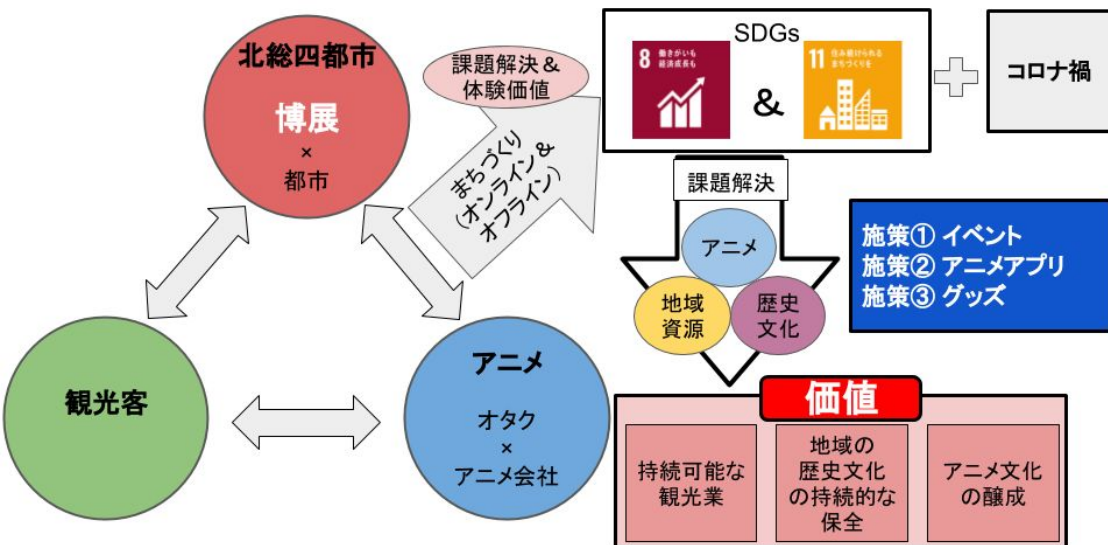 北総四都市
博展
×
都市
観光客
アニメ
オタク
×
アニメ会社
課題解決＆
体験価値
まちづくり
(オンライン＆
オフライン)
SDGs
8 働きがいも
経済成長も
&
11 住み続けられる
まちづくりを
コロナ禍
課題解決
アニメ
地域
資源
歴史
文化
施策① イベント
施策② アニメアプリ
施策③ グッズ
価値
持続可能な
観光業
地域の
歴史文化
の持続的な
保全
アニメ文化
の醸成